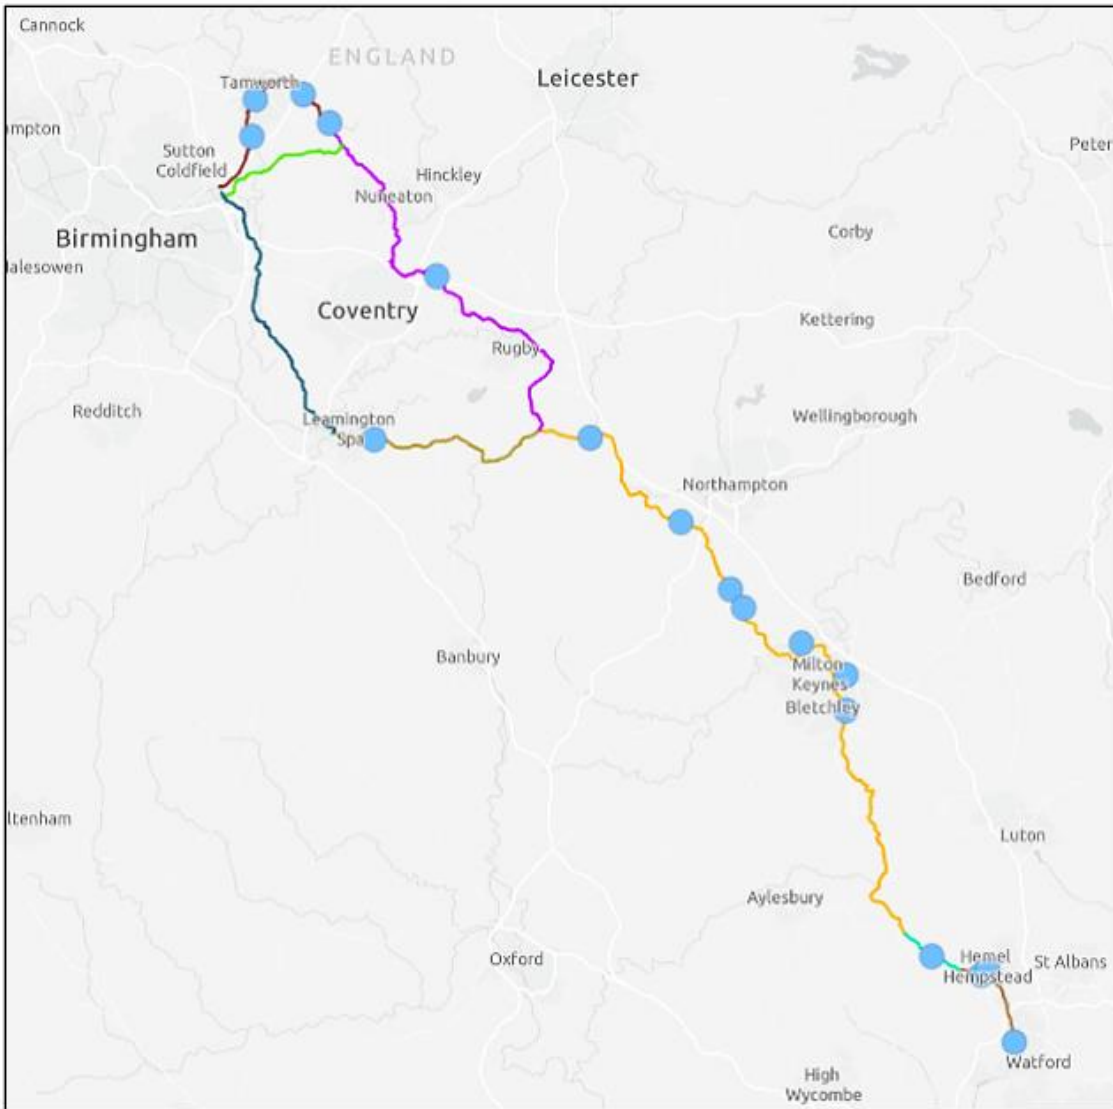 Cannock
ENGLAND
Leicester
Tamworth
mpton
Peter
Sutton
Coldfield
Hinckley
Nuneaton
Birmingham
Corby
alesowen
Coventry
Kettering
Rugby
Redditch
Leamington
Spa
Wellingborough
Northampton
Bedford
Banbury
Milton
Keynes
Bletchley
ltenham
Luton
Aylesbury
Oxford
Hemel
Hempstead
St Albans
Watford
High
Wycombe